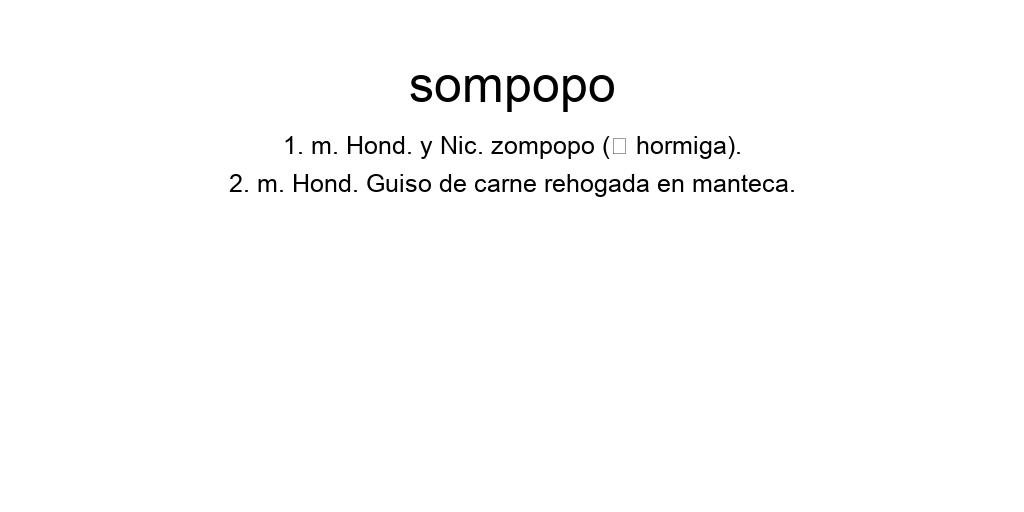 sompopo
1. m. Hond. y Nic. zompopo (□ hormiga).
2. m. Hond. Guiso de carne rehogada en manteca.